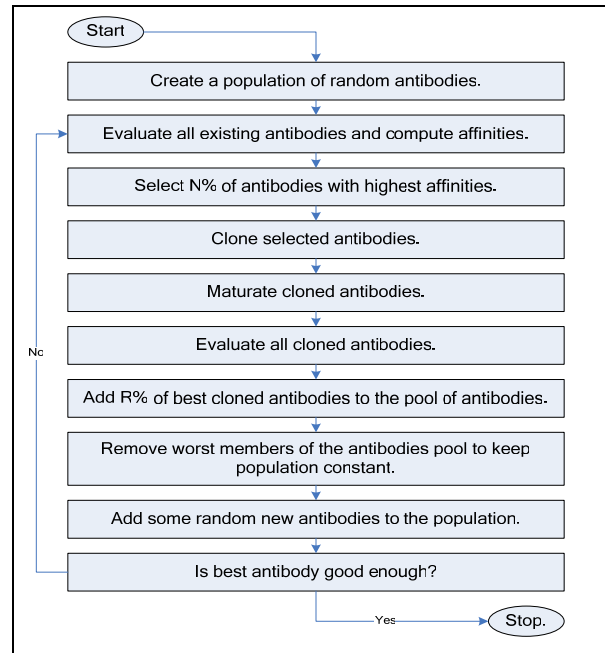 Start
Create a population of random antibodies.
Evaluate all existing antibodies and compute affinities.
Select N% of antibodies with highest affinities.
Clone selected antibodies.
Maturate cloned antibodies.
Evaluate all cloned antibodies.
No
Add R% of best cloned antibodies to the pool of antibodies.
Remove worst members of the antibodies pool to keep
population constant.
Add some random new antibodies to the population.
Is best antibody good enough?
Yes
Stop.